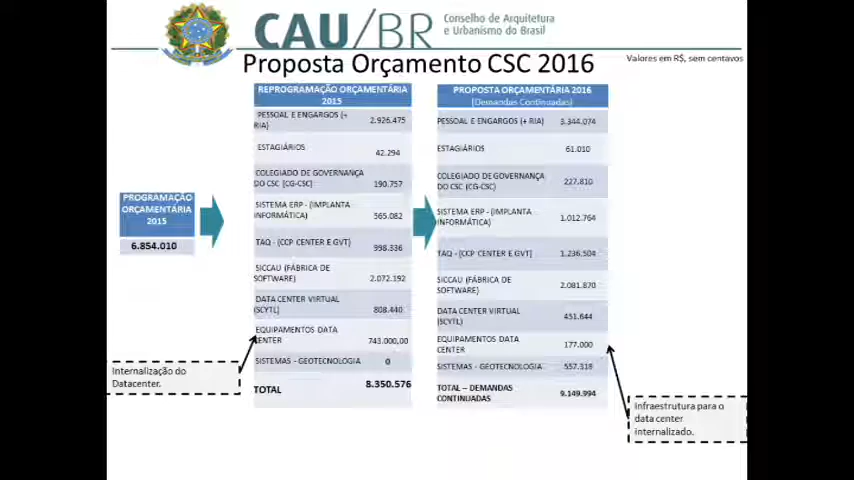 CAU/BR Conselho de Arquitetura
e Urbanismo do Brasil
Proposta Orçamento CSC 2016
Valores em R$, sem centavos
PROGRAMAÇÃO
ORÇAMENTÁRIA
2015
6.854.010
REPROGRAMAÇÃO ORÇAMENTÁRIA
2015
PESSOAL E ENGARGOS (+
RIA) 2.926.475
ESTAGIÁRIOS 42.294
COLEGIADO DE GOVERNANÇA
DO CSC (CG-CSC) 190.757
SISTEMA ERP - (IMPLANTA
INFORMÁTICA) 565.082
TAQ - (CCP CENTER E GVT) 998.336
SICCAU (FÁBRICA DE
SOFTWARE) 2.072.192
DATA CENTER VIRTUAL
(SCYTL) 808.440
EQUIPAMENTOS DATA
CENTER 743.000,00
SISTEMAS - GEOTECNOLOGIA 0
TOTAL 8.350.576
PROPOSTA ORÇAMENTÁRIA 2016
(Demandas Continuadas)
PESSOAL E ENGARGOS (+ RIA) 3.344.074
ESTAGIÁRIOS 61.010
COLEGIADO DE GOVERNANÇA
DO CSC (CG-CSC) 227.810
SISTEMA ERP - (IMPLANTA
INFORMÁTICA) 1.012.764
TAQ - (CCP CENTER E GVT) 1.236.504
SICCAU (FÁBRICA DE
SOFTWARE) 2.081.870
DATA CENTER VIRTUAL
(SCYTL) 451.644
EQUIPAMENTOS DATA
CENTER 177.000
SISTEMAS - GEOTECNOLOGIA 557.318
TOTAL – DEMANDAS
CONTINUADAS 9.149.994
Internalização do
Datacenter.
Infraestrutura para o
data center
internalizado.